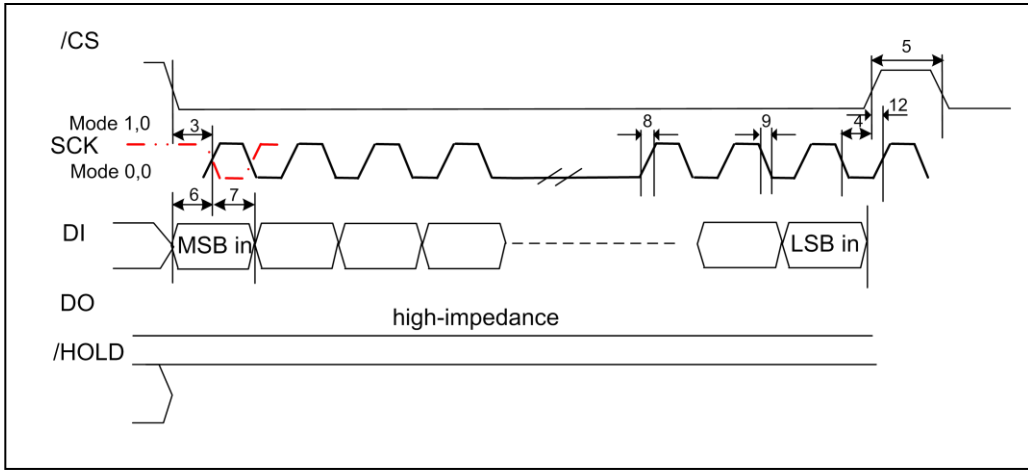 /CS
5
Mode 1,0
3
8
9
4
12
SCK
Mode 0,0
6
7
DI
MSB in
LSB in
DO
high-impedance
/HOLD